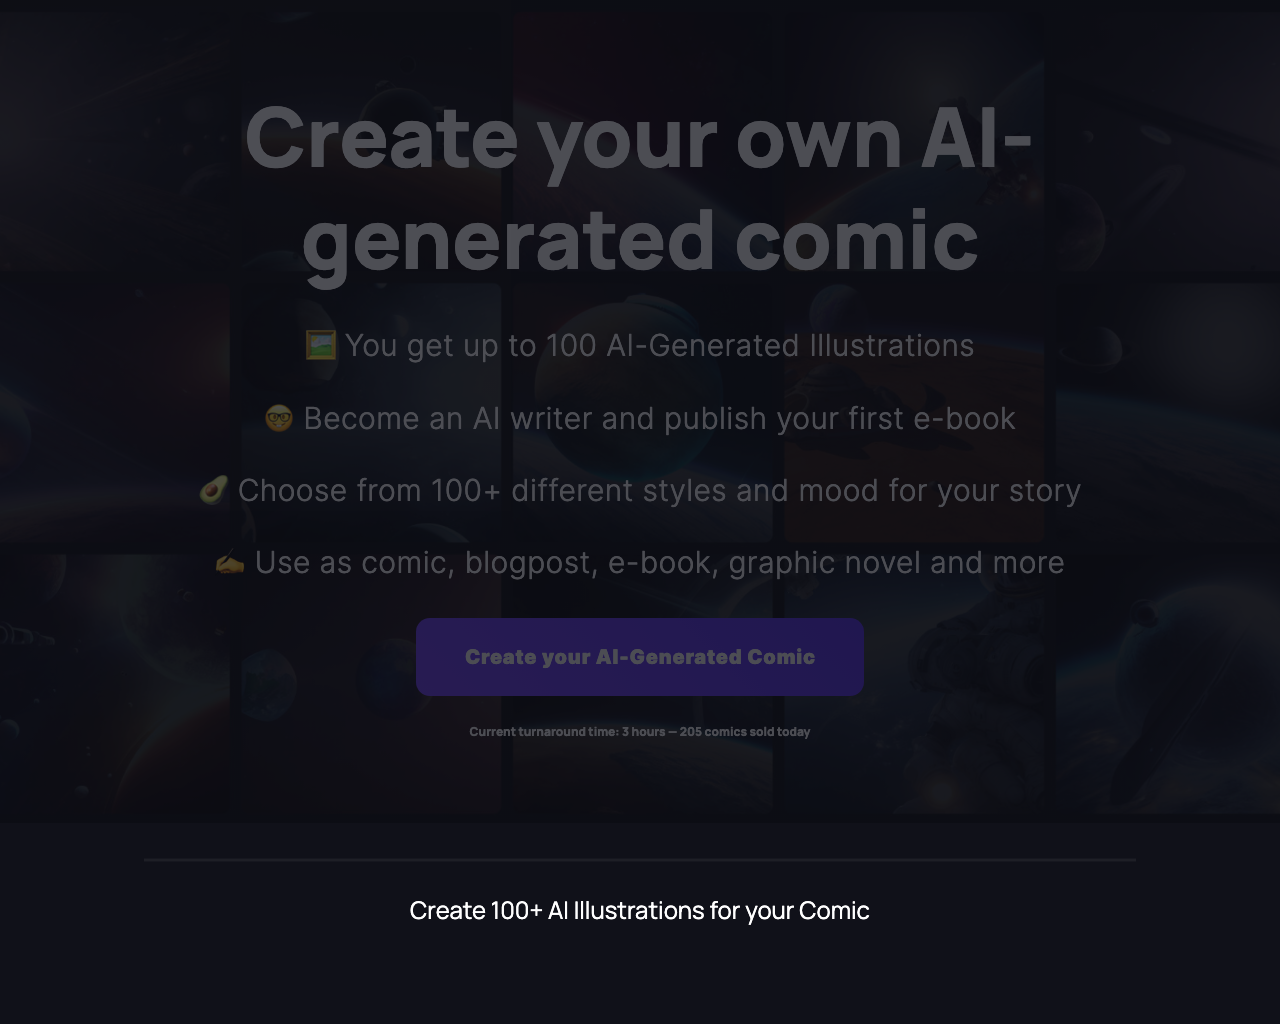 Create your own AI-
generated comic
🖼️ You get up to 100 AI-Generated Illustrations
🤓 Become an AI writer and publish your first e-book
🥑 Choose from 100+ different styles and mood for your story
✍️ Use as comic, blogpost, e-book, graphic novel and more
Create your AI-Generated Comic
Current turnaround time: 3 hours — 205 comics sold today
Create 100+ AI Illustrations for your Comic